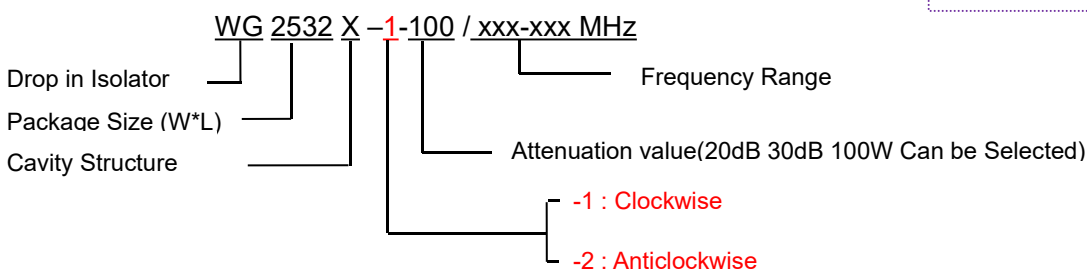 WG 2532 X –1-100 / xxx-xxx MHz
Drop in Isolator
Frequency Range
Package Size (W*L)
Cavity Structure
Attenuation value(20dB 30dB 100W Can be Selected)
-1 : Clockwise
-2 : Anticlockwise